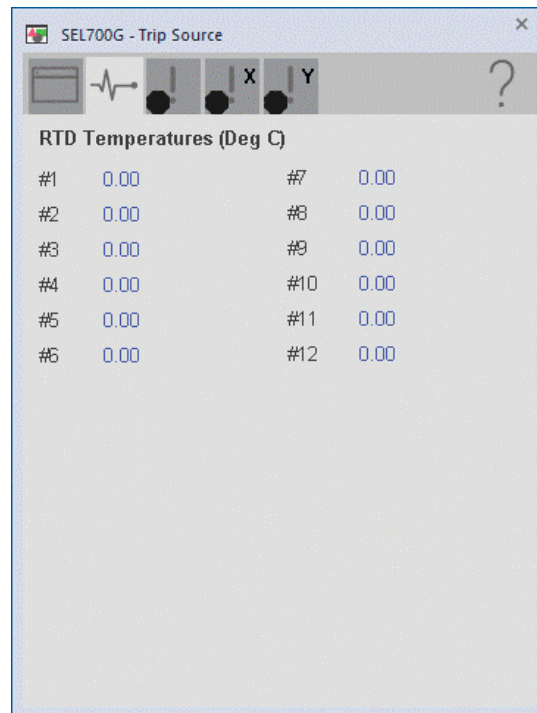 SEL700G - Trip Source
X Y ?
RTD Temperatures (Deg C)
#1 0.00 #7 0.00
#2 0.00 #8 0.00
#3 0.00 #9 0.00
#4 0.00 #10 0.00
#5 0.00 #11 0.00
#6 0.00 #12 0.00